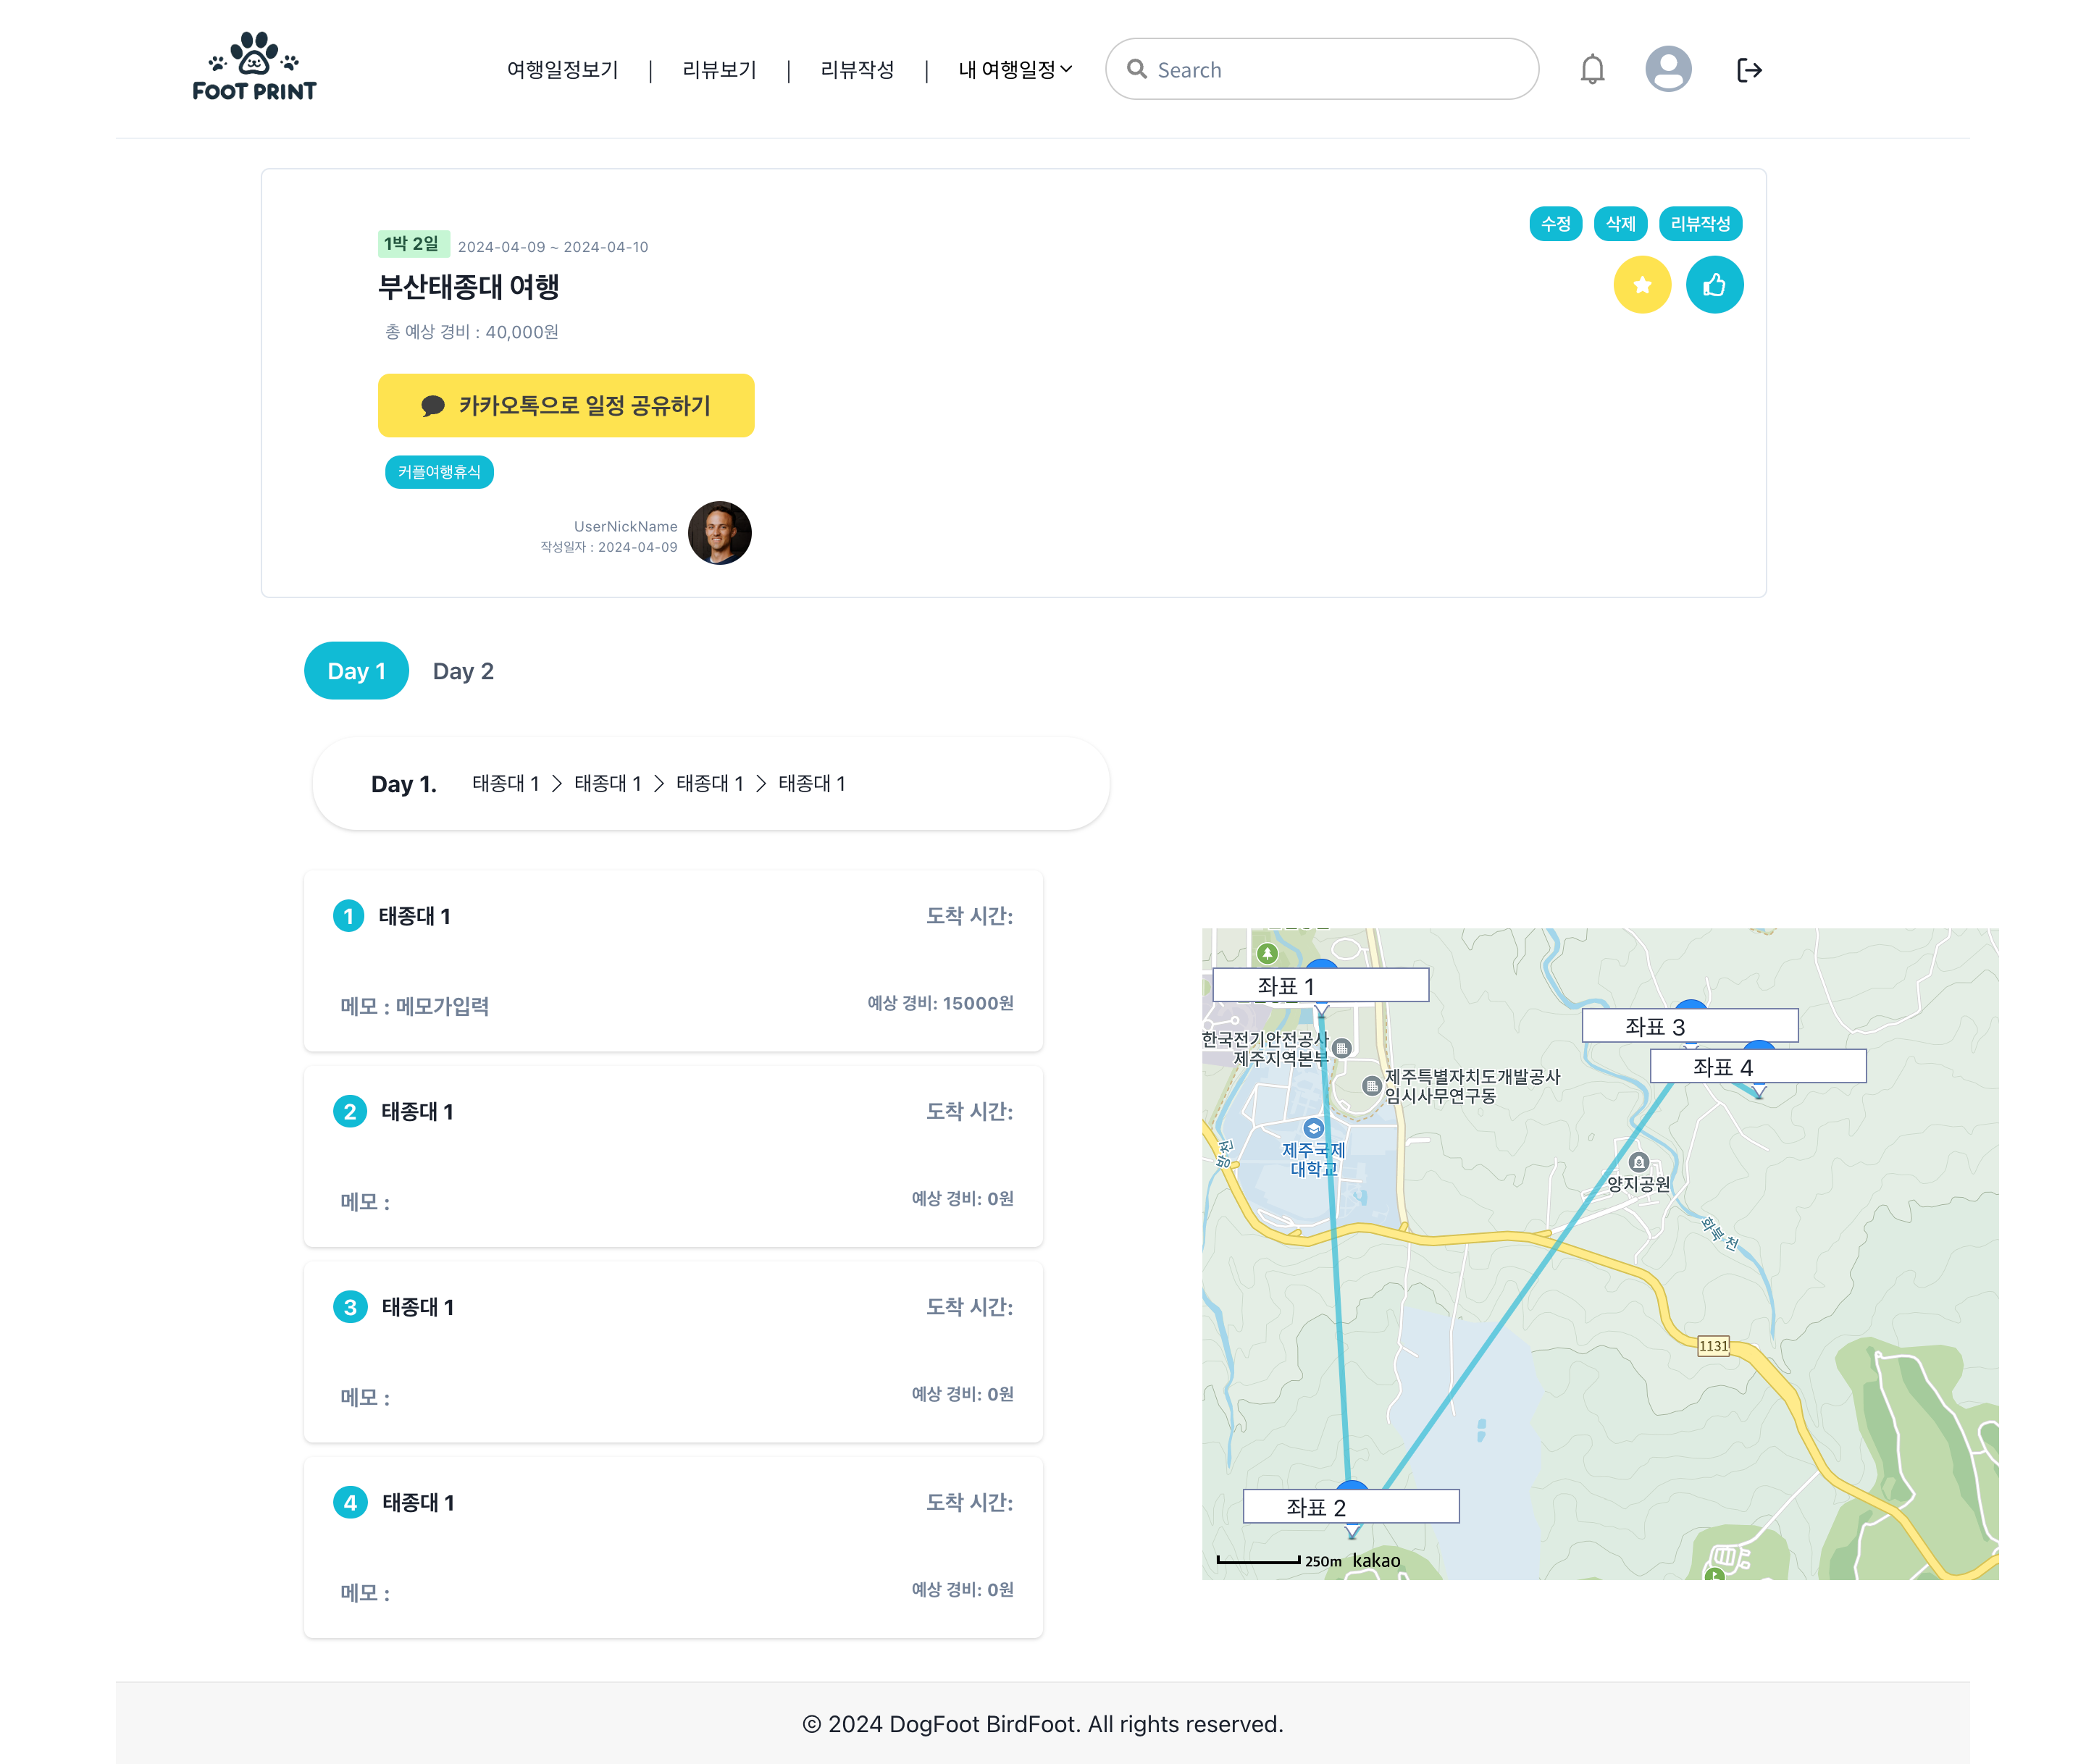 FOOT PRINT
여행일정보기 | 리뷰보기 | 리뷰작성 | 내 여행일정
Search
수정 삭제 리뷰작성
1박 2일 2024-04-09 ~ 2024-04-10
부산태종대 여행
총 예상 경비 : 40,000원
카카오톡으로 일정 공유하기
커플여행휴식
UserNickName
작성일자 : 2024-04-09
Day 1 Day 2
Day 1. 태종대 1 > 태종대 1 > 태종대 1 > 태종대 1
1 태종대 1 도착 시간:
메모 : 메모가입력 예상 경비: 15000원
2 태종대 1 도착 시간:
메모 : 예상 경비: 0원
3 태종대 1 도착 시간:
메모 : 예상 경비: 0원
4 태종대 1 도착 시간:
메모 : 예상 경비: 0원
좌표 1
좌표 3
좌표 4
한국전기안전공사
제주지역본부
제주특별자치도개발공사
임시사무연구동
제주국제
대학교
방천
양지공원
화북천
1131
좌표 2
250m kakao
© 2024 DogFoot BirdFoot. All rights reserved.